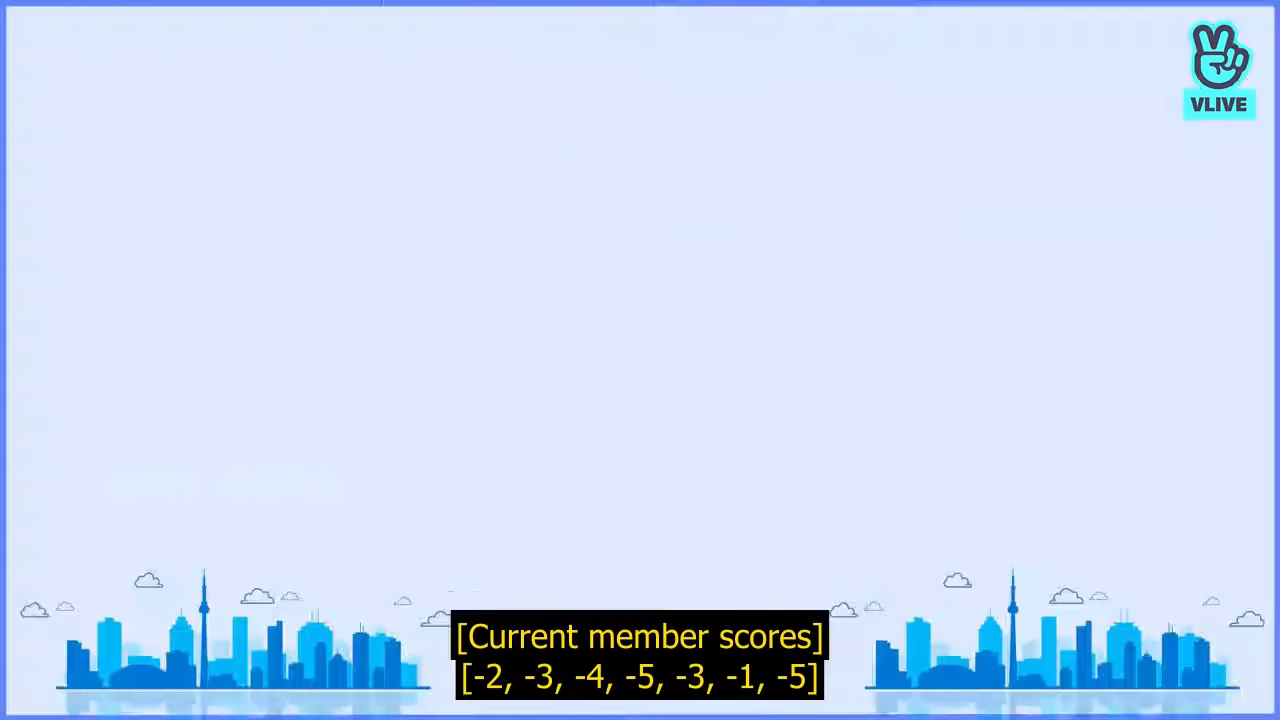 VLIVE
[Current member scores]
[-2, -3, -4, -5, -3, -1, -5]